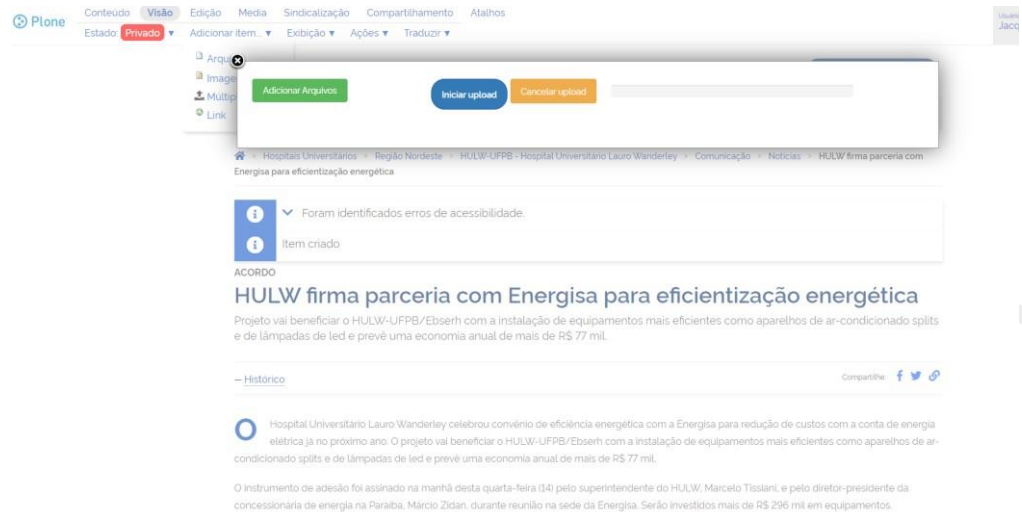 Plone
Conteúdo Visão Edição Media Sindicalização Compartilhamento Atalhos
Estado: Privado ▼ Adicionar item... ▼ Exibição ▼ Ações ▼ Traduzir ▼
Link
Adicionar Arquivos
Iniciar upload
Cancelar upload
> Hospitais Universitários > Região Nordeste > HULW-UFPB - Hospital Universitário Lauro Wanderley > Comunicação > Notícias > HULW firma parceria com
Energisa para eficientização energética
Foram identificados erros de acessibilidade.
Item criado
ACORDO
HULW firma parceria com Energisa para eficientização energética
Projeto vai beneficiar o HULW-UFPB/Ebserh com a instalação de equipamentos mais eficientes como aparelhos de ar-condicionado splits
e de lâmpadas de led e prevê uma economia anual de mais de R$ 77 mil.
— Histórico
Compartilhe:
O Hospital Universitário Lauro Wanderley celebrou convênio de eficiência energética com a Energisa para redução de custos com a conta de energia
elétrica já no próximo ano. O projeto vai beneficiar o HULW-UFPB/Ebserh com a instalação de equipamentos mais eficientes como aparelhos de ar-
condicionado splits e de lâmpadas de led e prevê uma economia anual de mais de R$ 77 mil.
O instrumento de adesão foi assinado na manhã desta quarta-feira (14) pelo superintendente do HULW, Marcelo Tissiani, e pelo diretor-presidente da
concessionária de energia na Paraíba, Márcio Zidan, durante reunião na sede da Energisa. Serão investidos mais de R$ 296 mil em equipamentos.